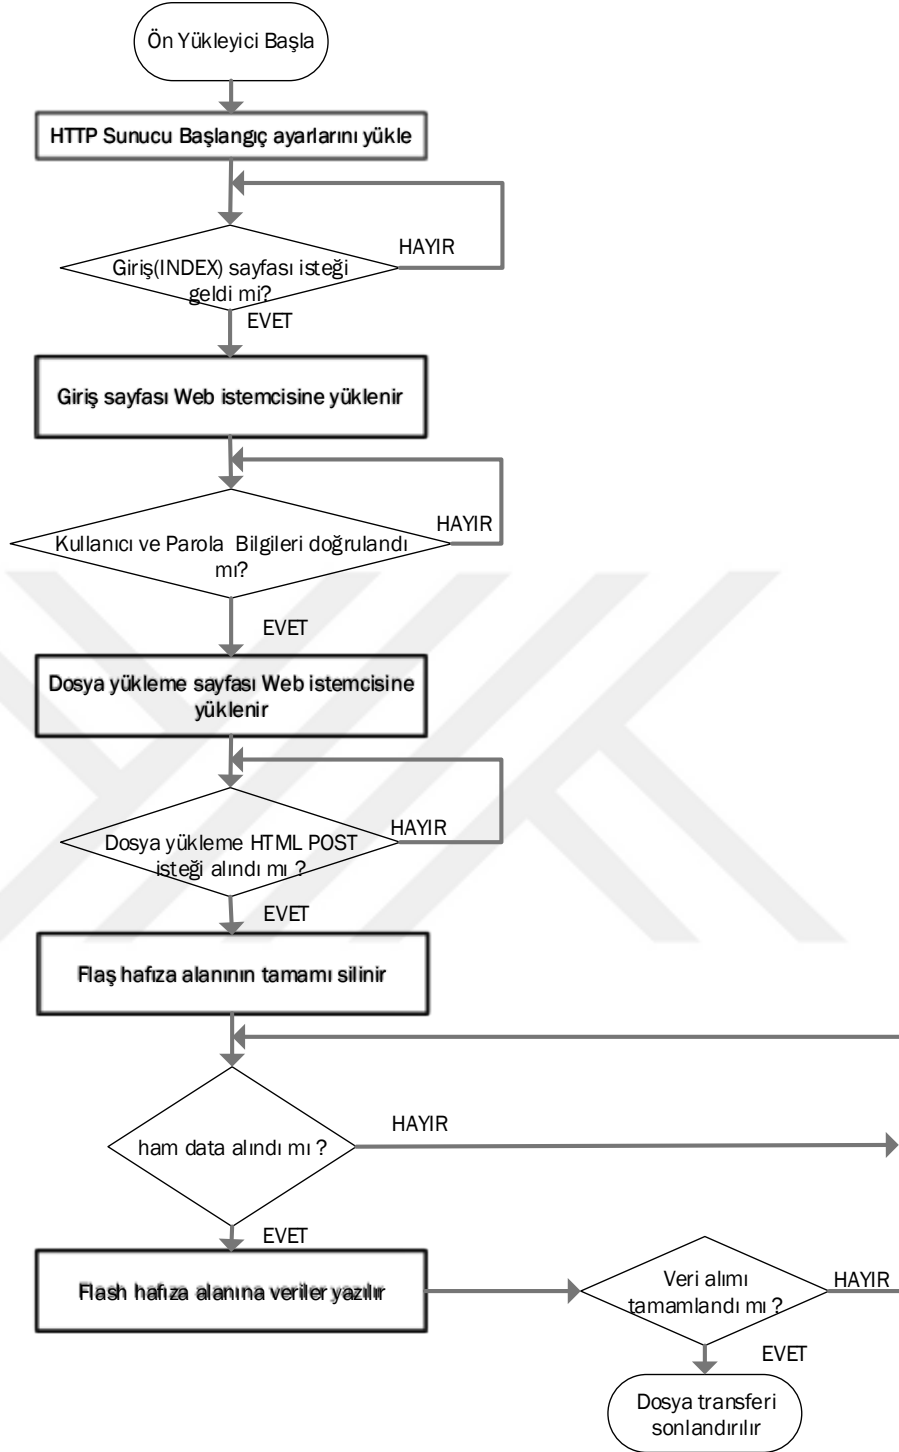 Ön Yükleyici Başla
HTTP Sunucu Başlangıç ayarlarını yükle
HAYIR
Giriş(INDEX) sayfası isteği
geldi mi?
EVET
Giriş sayfası Web istemcisine yüklenir
HAYIR
Kullanıcı ve Parola Bilgileri doğrulandı
mı?
EVET
Dosya yükleme sayfası Web istemcisine
yüklenir
HAYIR
Dosya yükleme HTML POST
isteği alındı mı ?
EVET
Flaş hafıza alanının tamamı silinir
HAYIR
ham data alındı mı ?
EVET
Flash hafıza alanına veriler yazılır
Veri alımı
tamamlandı mı ?
HAYIR
EVET
Dosya transferi
sonlandırılır